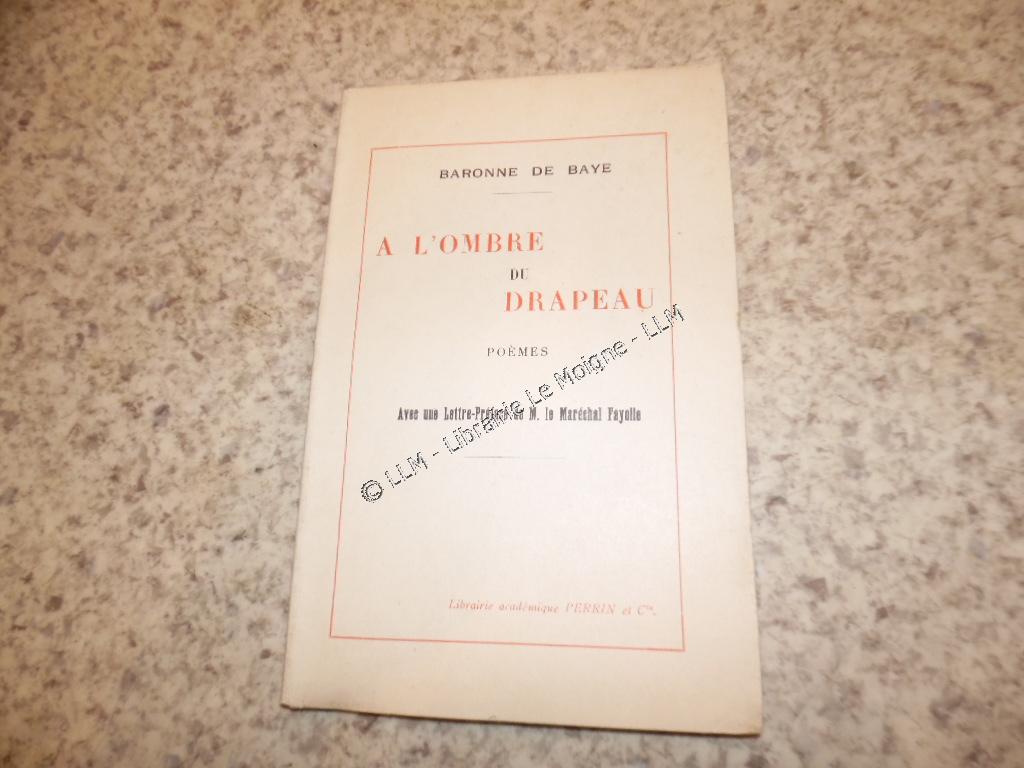 BARONNE DE BAYE
A L'OMBRE
DU
DRAPEAU
POÈMES
Avec une Lettre-Préface de M. le Maréchal Fayolle
© LLM - Librairie Le Moigne - LLM
Librairie académique PERRIN et Cie.